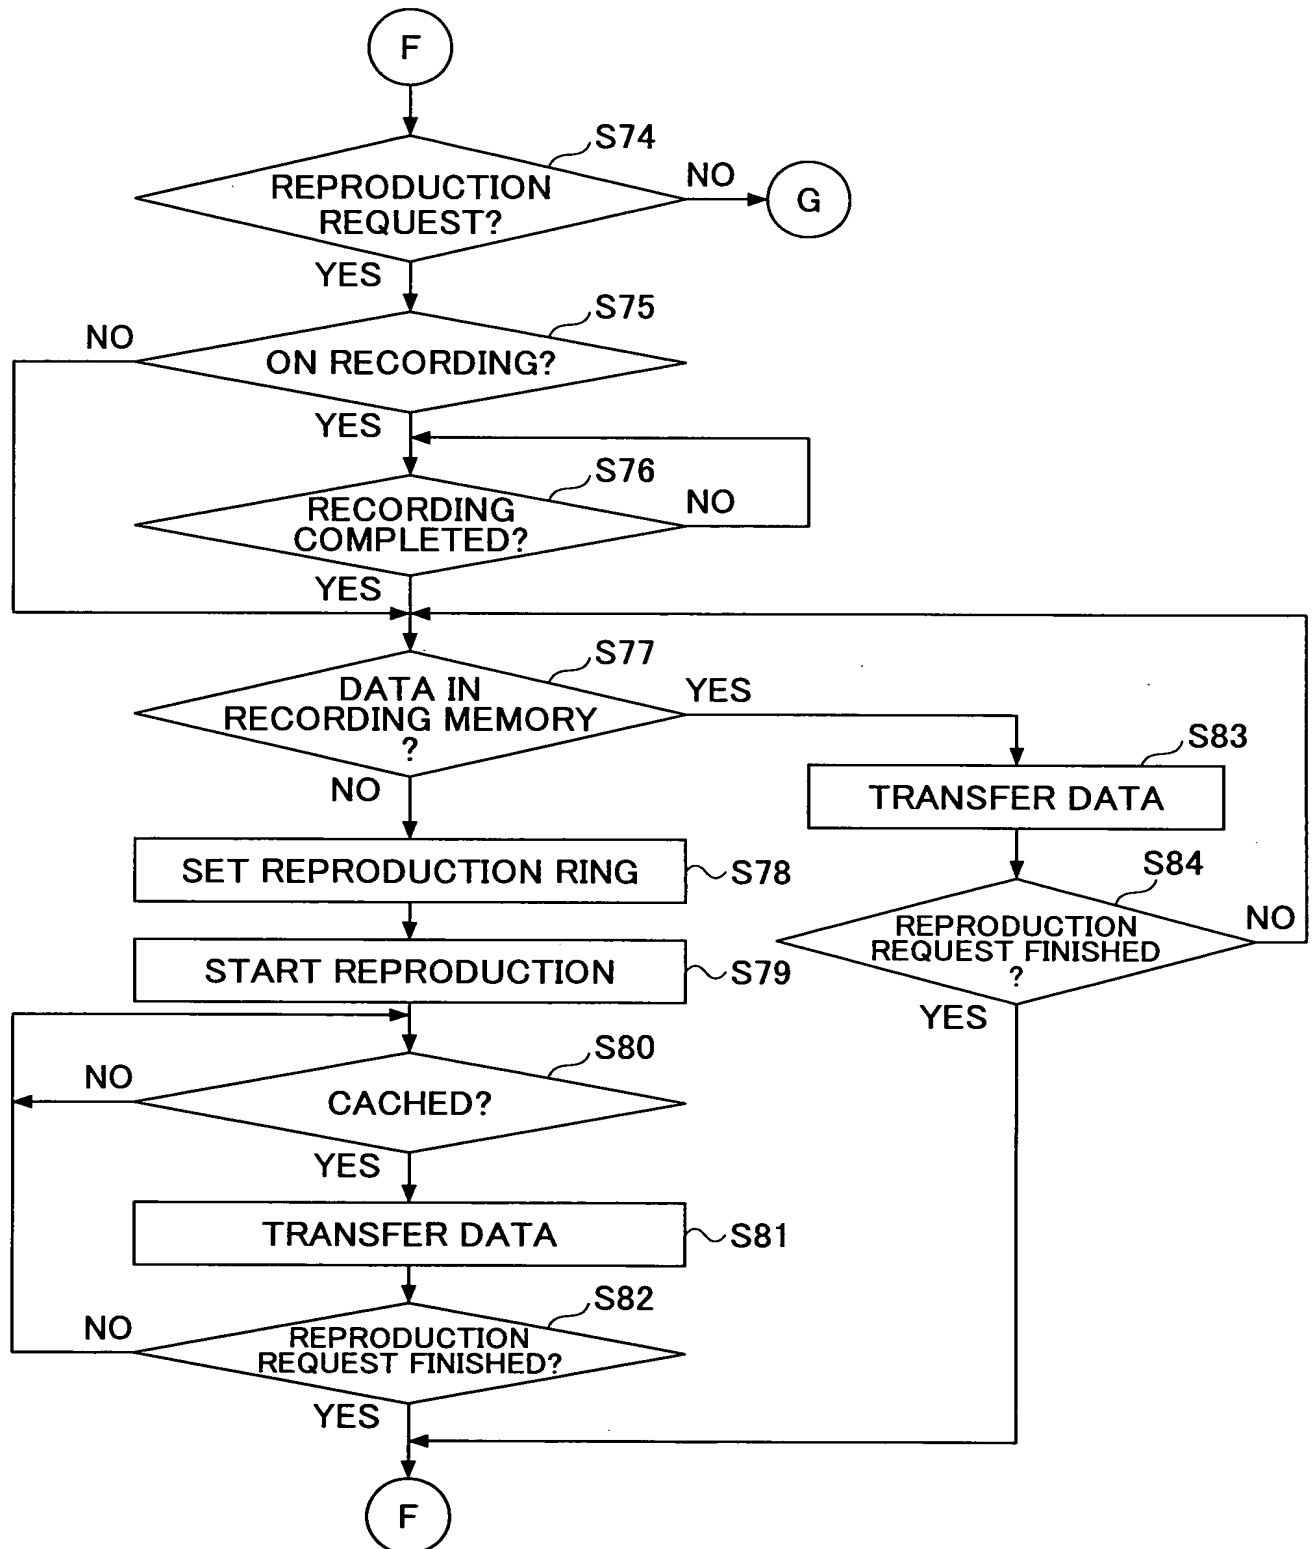 F
S74
REPRODUCTION
REQUEST?
NO
G
YES
S75
NO
ON RECORDING?
YES
S76
RECORDING
COMPLETED?
NO
YES
S77
DATA IN
RECORDING MEMORY
?
YES
NO
S83
TRANSFER DATA
SET REPRODUCTION RING
S78
S84
REPRODUCTION
REQUEST FINISHED
?
NO
YES
START REPRODUCTION
S79
S80
NO
CACHED?
YES
TRANSFER DATA
S81
S82
NO
REPRODUCTION
REQUEST FINISHED?
YES
F